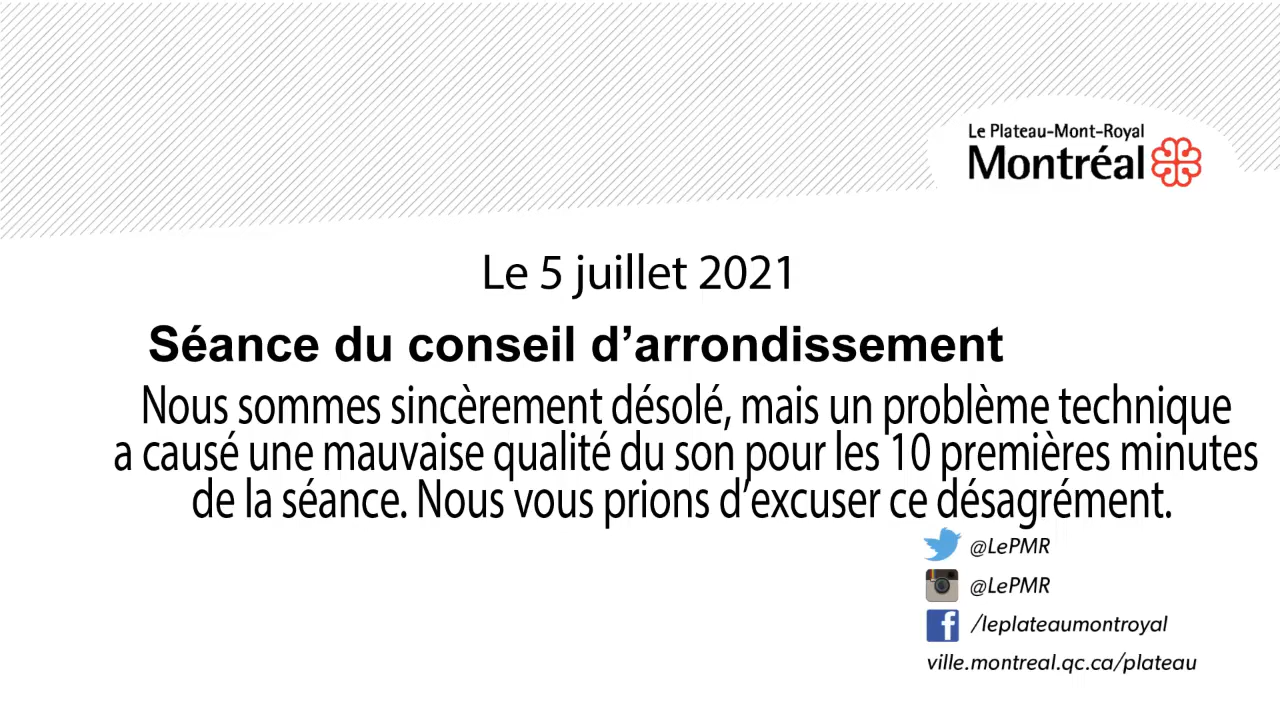 Le Plateau-Mont-Royal
Montréal
Le 5 juillet 2021
Séance du conseil d’arrondissement
Nous sommes sincèrement désolé, mais un problème technique
a causé une mauvaise qualité du son pour les 10 premières minutes
de la séance. Nous vous prions d’excuser ce désagrément.
@LePMR
@LePMR
/leplateaumontroyal
ville.montreal.qc.ca/plateau